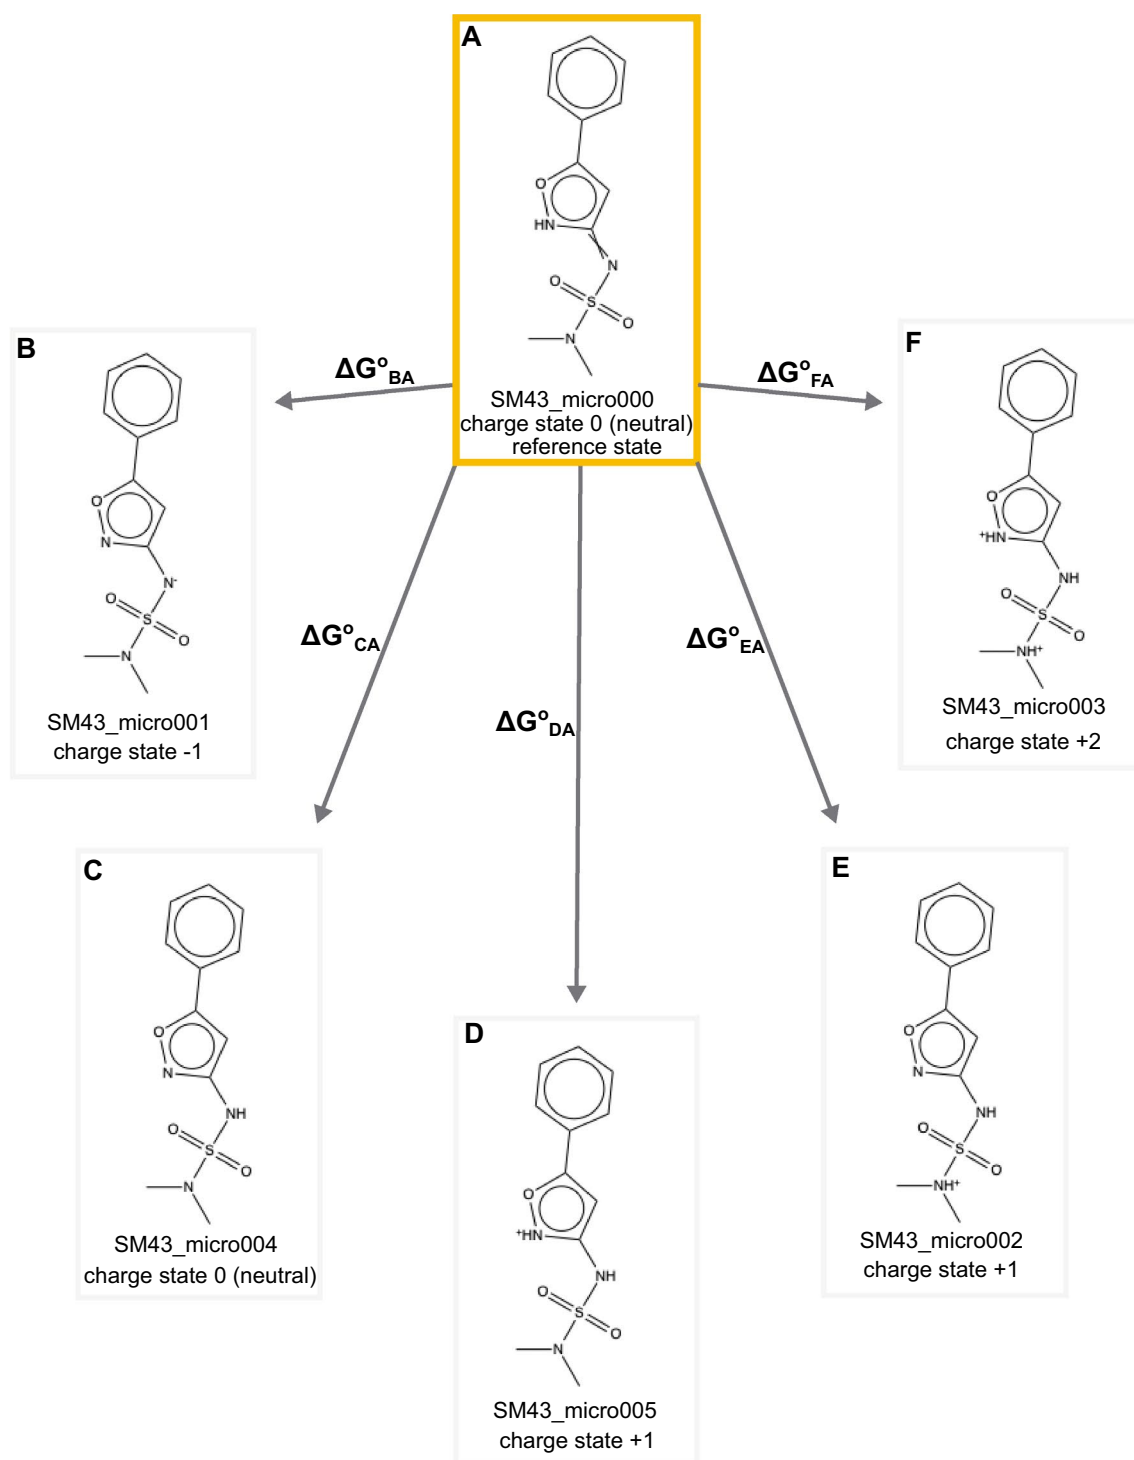 A
O
HN
N
O
S
O
N
SM43_micro000
charge state 0 (neutral)
reference state
B
O
N
N-
O
S
O
N
SM43_micro001
charge state -1
ΔG°BA
ΔG°FA
F
O
+HN
NH
O
S
O
NH+
SM43_micro003
charge state +2
ΔG°CA
ΔG°DA
ΔG°EA
C
O
N
NH
O
S
O
N
SM43_micro004
charge state 0 (neutral)
D
O
+HN
NH
O
S
O
N
SM43_micro005
charge state +1
E
O
N
NH
O
S
O
NH+
SM43_micro002
charge state +1